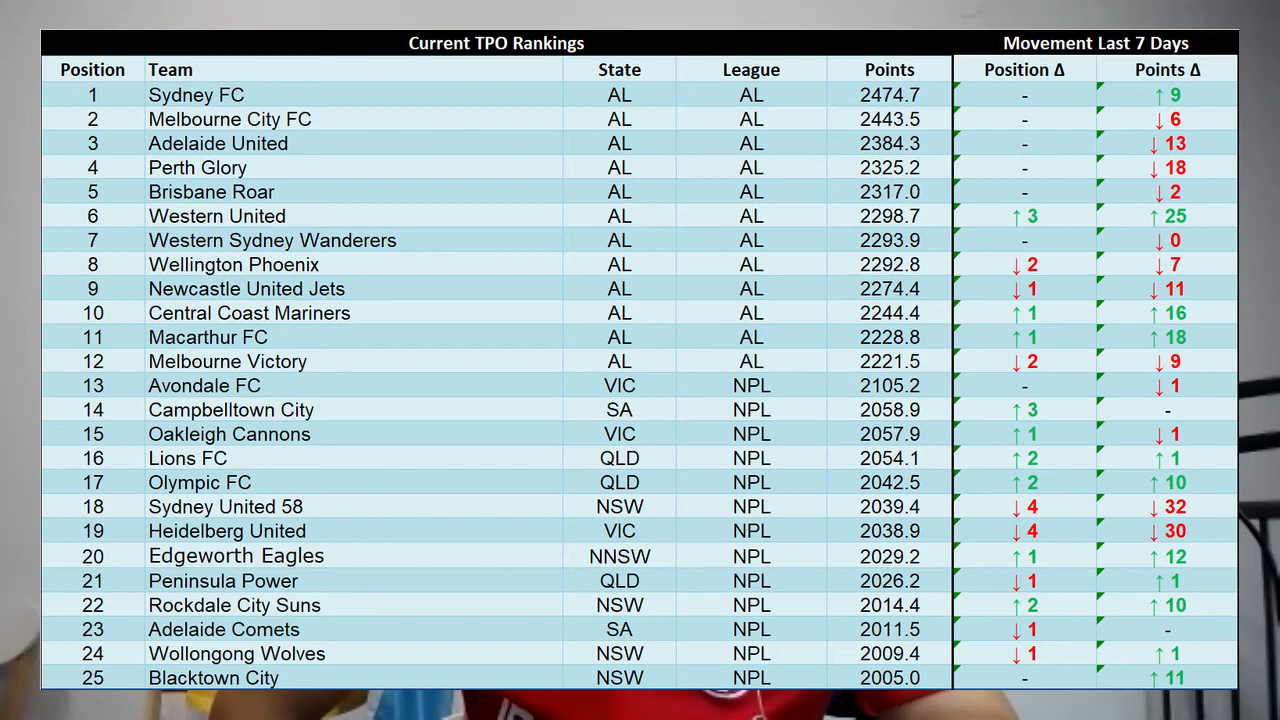 Current TPO Rankings Movement Last 7 Days
Position Team State League Points Position Δ Points Δ
1 Sydney FC AL AL 2474.7 - ↑ 9
2 Melbourne City FC AL AL 2443.5 - ↓ 6
3 Adelaide United AL AL 2384.3 - ↓ 13
4 Perth Glory AL AL 2325.2 - ↓ 18
5 Brisbane Roar AL AL 2317.0 - ↓ 2
6 Western United AL AL 2298.7 ↑ 3 ↑ 25
7 Western Sydney Wanderers AL AL 2293.9 - ↓ 0
8 Wellington Phoenix AL AL 2292.8 ↓ 2 ↓ 7
9 Newcastle United Jets AL AL 2274.4 ↓ 1 ↓ 11
10 Central Coast Mariners AL AL 2244.4 ↑ 1 ↑ 16
11 Macarthur FC AL AL 2228.8 ↑ 1 ↑ 18
12 Melbourne Victory AL AL 2221.5 ↓ 2 ↓ 9
13 Avondale FC VIC NPL 2105.2 - ↓ 1
14 Campbelltown City SA NPL 2058.9 ↑ 3 -
15 Oakleigh Cannons VIC NPL 2057.9 ↑ 1 ↓ 1
16 Lions FC QLD NPL 2054.1 ↑ 2 ↑ 1
17 Olympic FC QLD NPL 2042.5 ↑ 2 ↑ 10
18 Sydney United 58 NSW NPL 2039.4 ↓ 4 ↓ 32
19 Heidelberg United VIC NPL 2038.9 ↓ 4 ↓ 30
20 Edgeworth Eagles NNSW NPL 2029.2 ↑ 1 ↑ 12
21 Peninsula Power QLD NPL 2026.2 ↓ 1 ↑ 1
22 Rockdale City Suns NSW NPL 2014.4 ↑ 2 ↑ 10
23 Adelaide Comets SA NPL 2011.5 ↓ 1 -
24 Wollongong Wolves NSW NPL 2009.4 ↓ 1 ↑ 1
25 Blacktown City NSW NPL 2005.0 - ↑ 11